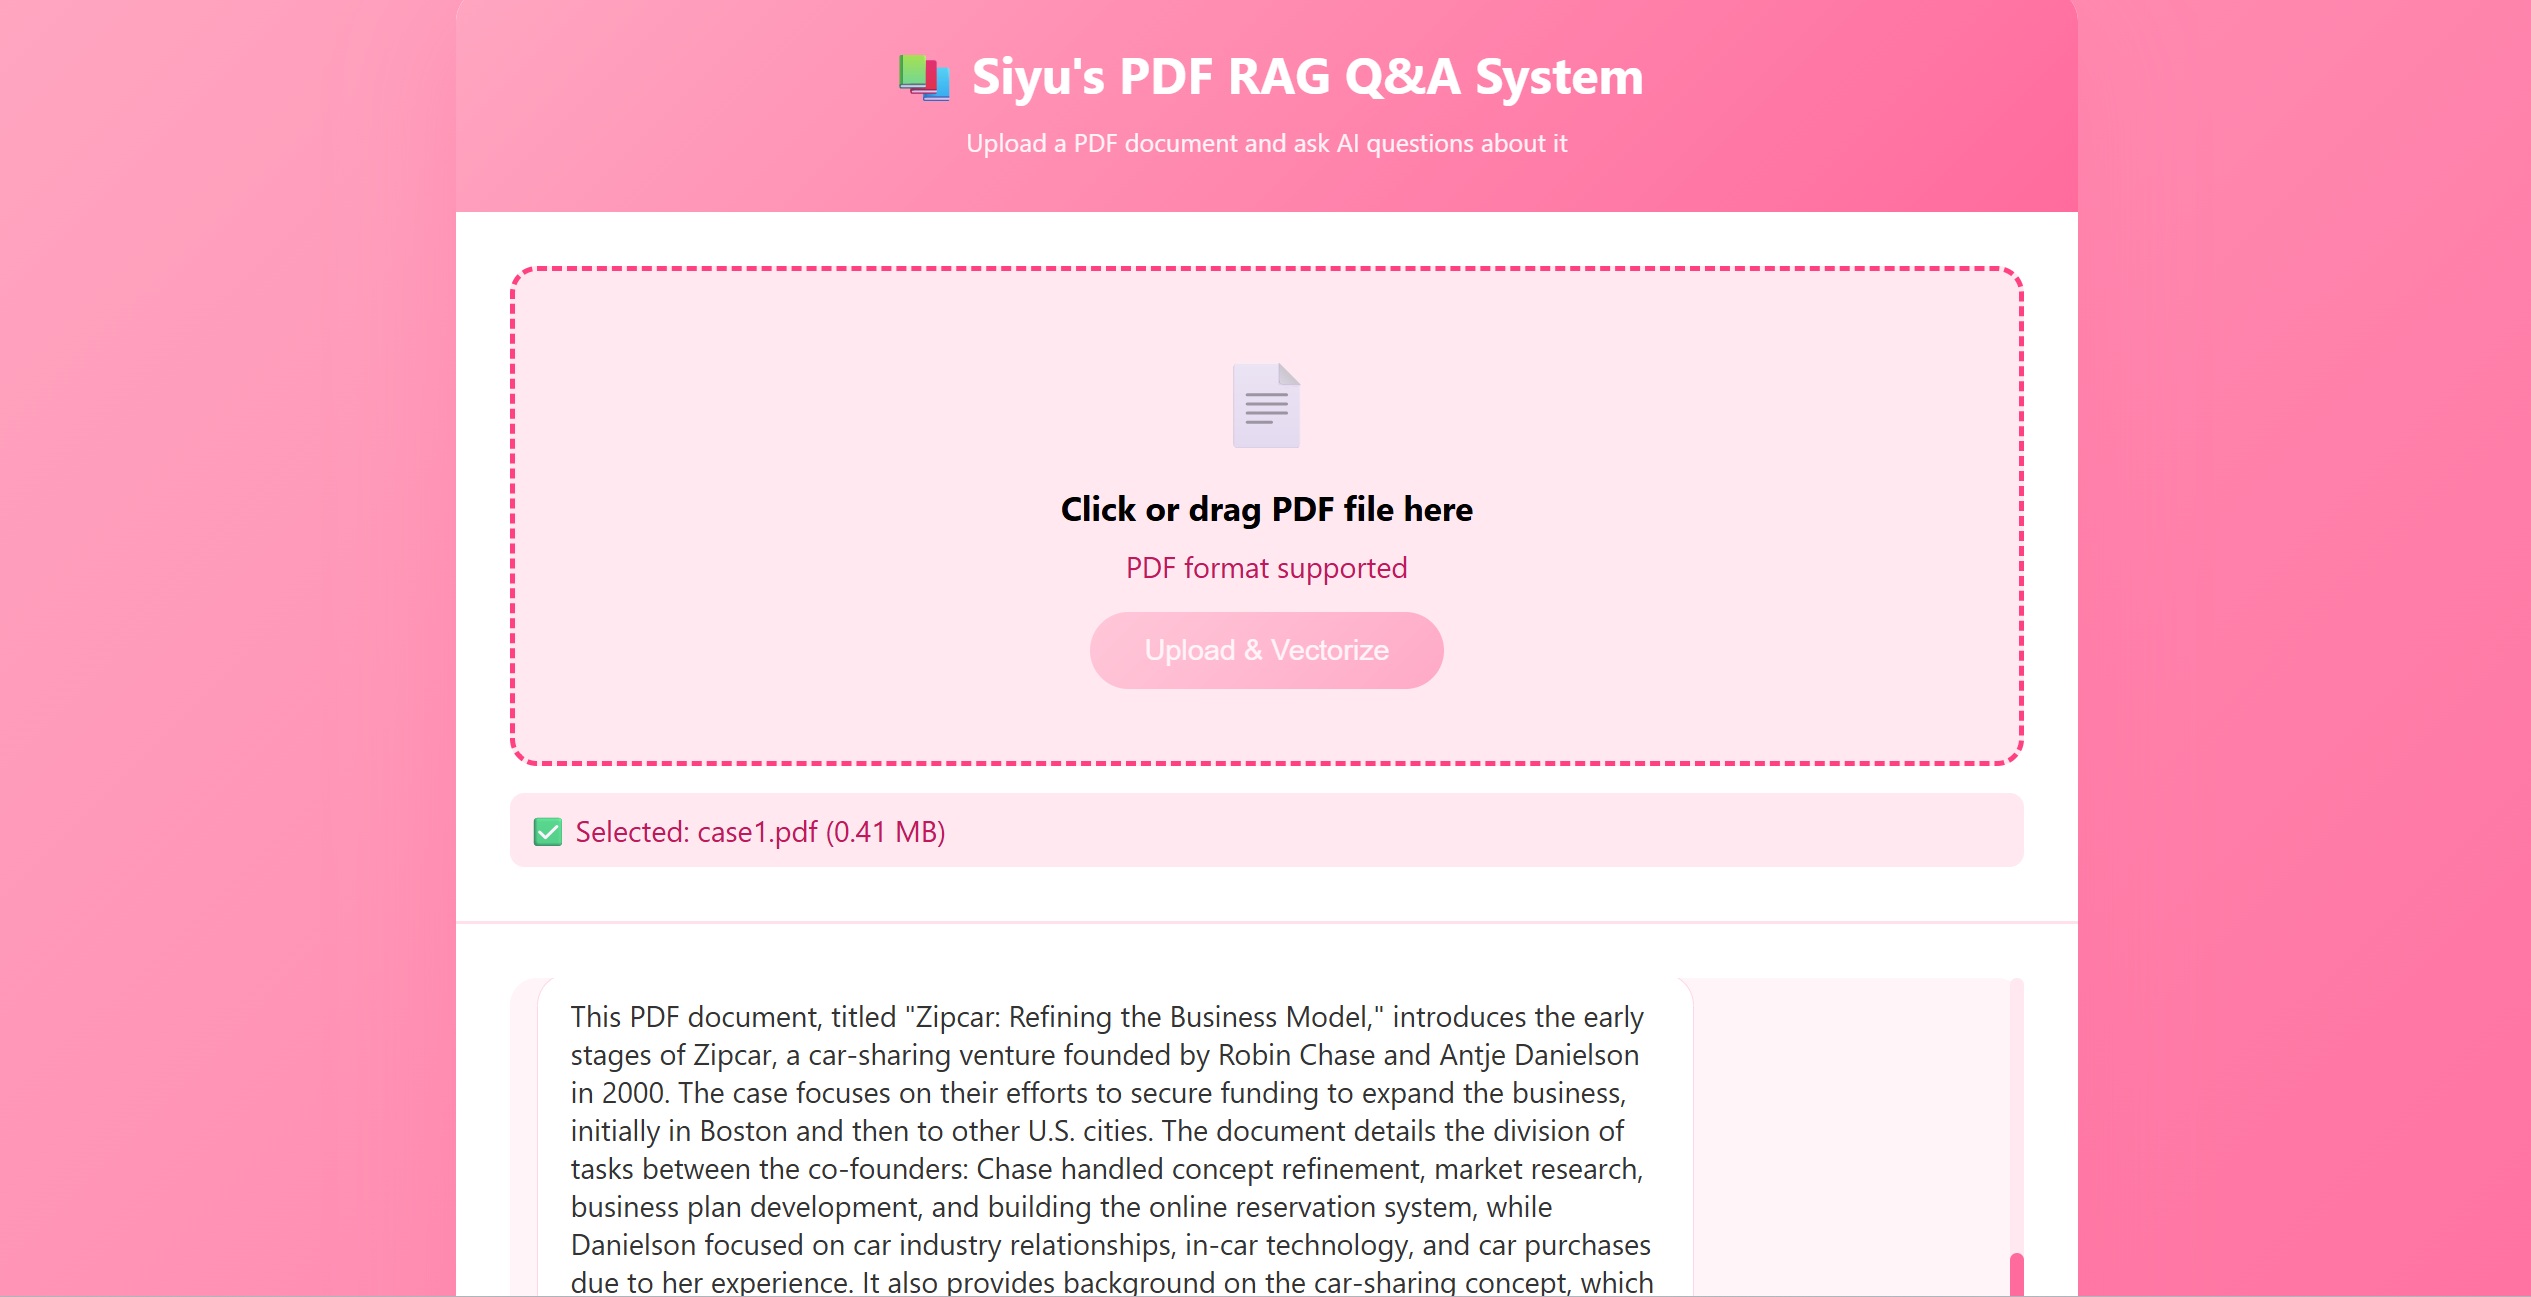 Siyu's PDF RAG Q&A System
Upload a PDF document and ask AI questions about it
Click or drag PDF file here
PDF format supported
Upload & Vectorize
Selected: case1.pdf (0.41 MB)
This PDF document, titled "Zipcar: Refining the Business Model," introduces the early
stages of Zipcar, a car-sharing venture founded by Robin Chase and Antje Danielson
in 2000. The case focuses on their efforts to secure funding to expand the business,
initially in Boston and then to other U.S. cities. The document details the division of
tasks between the co-founders: Chase handled concept refinement, market research,
business plan development, and building the online reservation system, while
Danielson focused on car industry relationships, in-car technology, and car purchases
due to her experience. It also provides background on the car-sharing concept, which